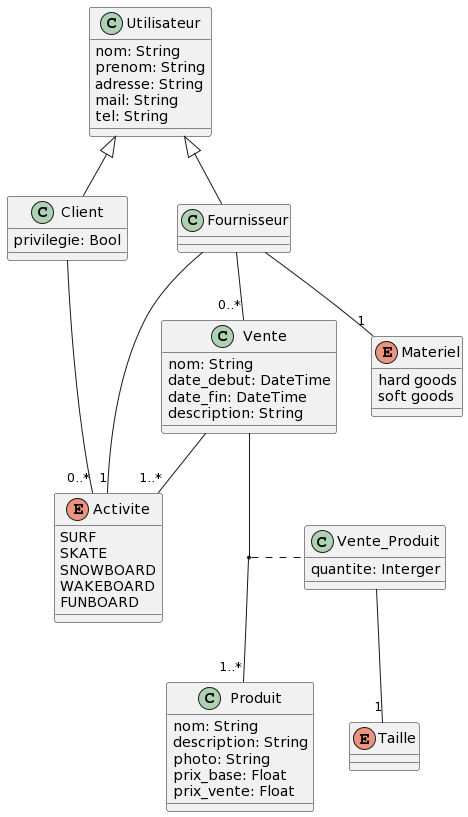 C Utilisateur
nom: String
prenom: String
adresse: String
mail: String
tel: String
C Client
privilegie: Bool
C Fournisseur
0..*
1
C Vente
nom: String
date_debut: DateTime
date_fin: DateTime
description: String
E Materiel
hard goods
soft goods
0..*
1
1..*
E Activite
SURF
SKATE
SNOWBOARD
WAKEBOARD
FUNBOARD
C Vente_Produit
quantite: Interger
1..*
1
C Produit
nom: String
description: String
photo: String
prix_base: Float
prix_vente: Float
E Taille